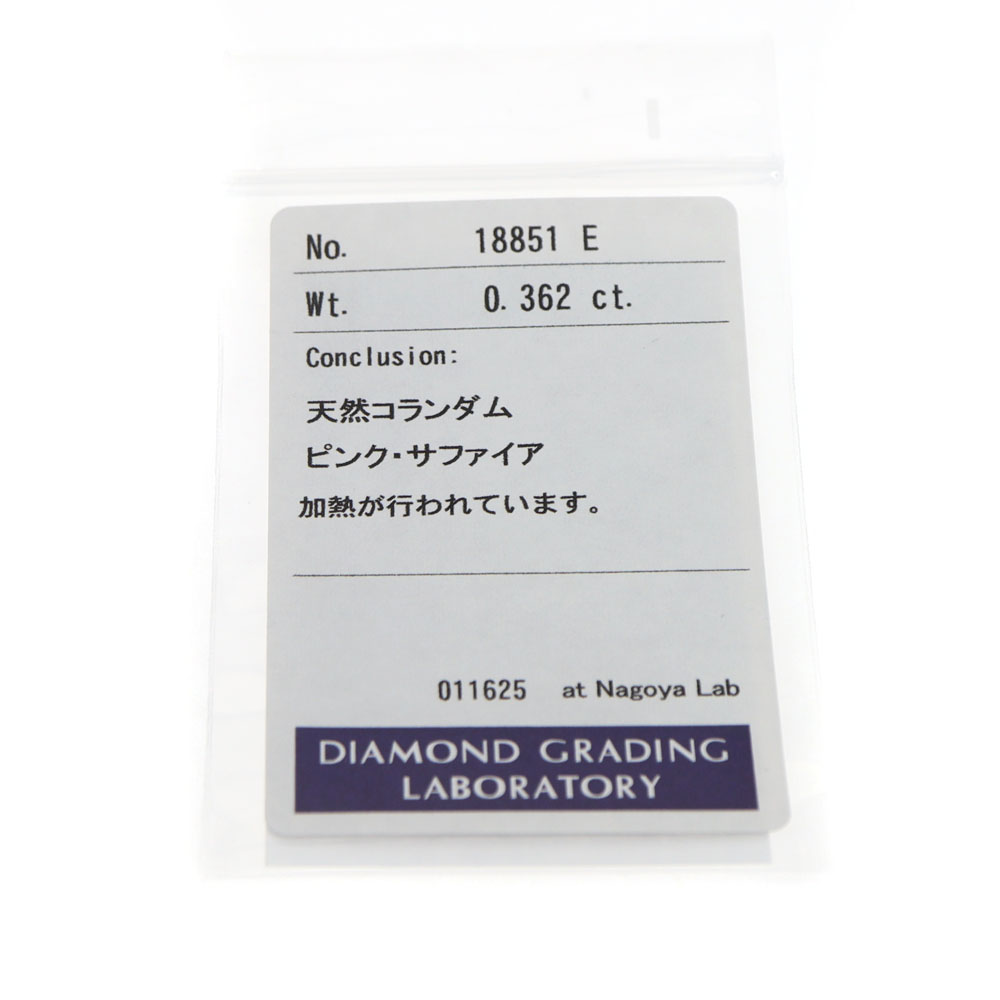 No. 18851 E
Wt. 0.362 ct.
Conclusion:
天然コランダム
ピンク・サファイア
加熱が行われています。
011625 at Nagoya Lab
DIAMOND GRADING
LABORATORY